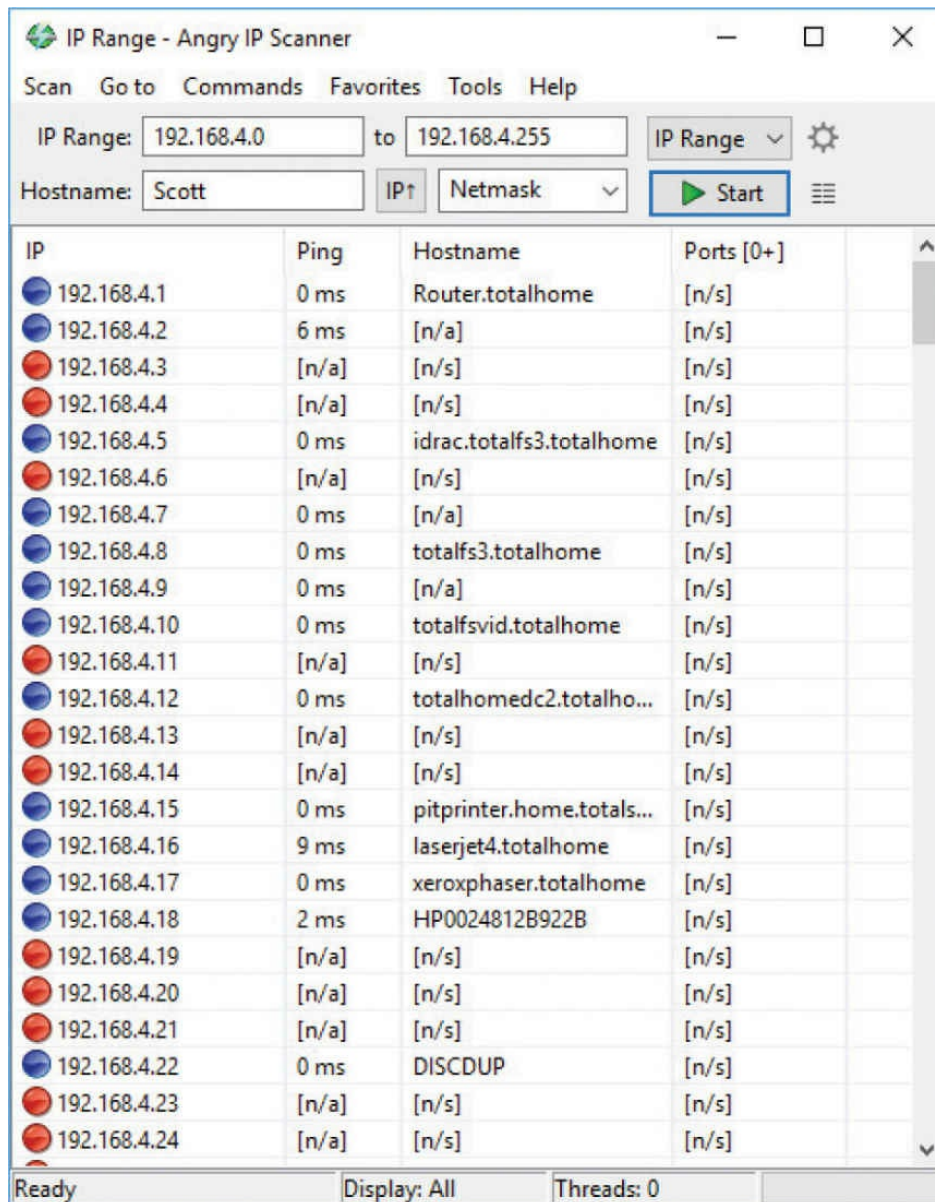 IP Range - Angry IP Scanner
Scan Go to Commands Favorites Tools Help
IP Range: 192.168.4.0 to 192.168.4.255 IP Range
Hostname: Scott IP↑ Netmask Start
IP Ping Hostname Ports [0+]
192.168.4.1 0 ms Router.totalhome [n/s]
192.168.4.2 6 ms [n/a] [n/s]
192.168.4.3 [n/a] [n/s] [n/s]
192.168.4.4 [n/a] [n/s] [n/s]
192.168.4.5 0 ms idrac.totalfs3.totalhome [n/s]
192.168.4.6 [n/a] [n/s] [n/s]
192.168.4.7 0 ms [n/a] [n/s]
192.168.4.8 0 ms totalfs3.totalhome [n/s]
192.168.4.9 0 ms [n/a] [n/s]
192.168.4.10 0 ms totalfsvid.totalhome [n/s]
192.168.4.11 [n/a] [n/s] [n/s]
192.168.4.12 0 ms totalhomedc2.totalho... [n/s]
192.168.4.13 [n/a] [n/s] [n/s]
192.168.4.14 [n/a] [n/s] [n/s]
192.168.4.15 0 ms pitprinter.home.totals... [n/s]
192.168.4.16 9 ms laserjet4.totalhome [n/s]
192.168.4.17 0 ms xeroxphaser.totalhome [n/s]
192.168.4.18 2 ms HP0024812B922B [n/s]
192.168.4.19 [n/a] [n/s] [n/s]
192.168.4.20 [n/a] [n/s] [n/s]
192.168.4.21 [n/a] [n/s] [n/s]
192.168.4.22 0 ms DISCDUP [n/s]
192.168.4.23 [n/a] [n/s] [n/s]
192.168.4.24 [n/a] [n/s] [n/s]
Ready Display: All Threads: 0